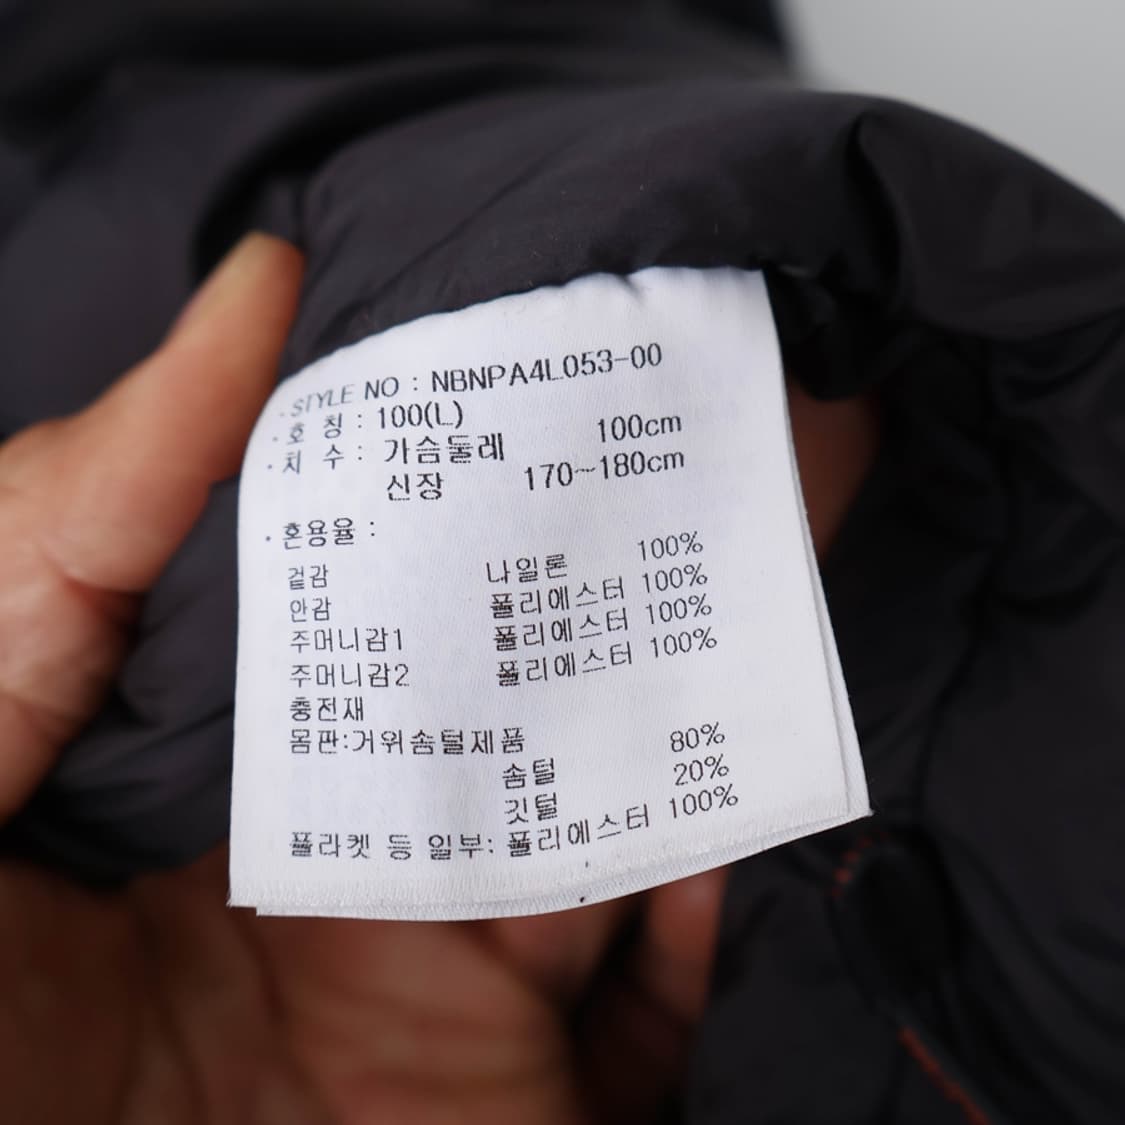 · STYLE NO : NBNPA4L053-00
· 호 칭 : 100(L)
· 치 수 : 가슴둘레 100cm
신장 170~180cm
· 혼용율 :
겉감 나일론 100%
안감 폴리에스터 100%
주머니감1 폴리에스터 100%
주머니감2 폴리에스터 100%
충전재
몸판:거위솜털제품
솜털 80%
깃털 20%
플라켓 등 일부: 폴리에스터 100%